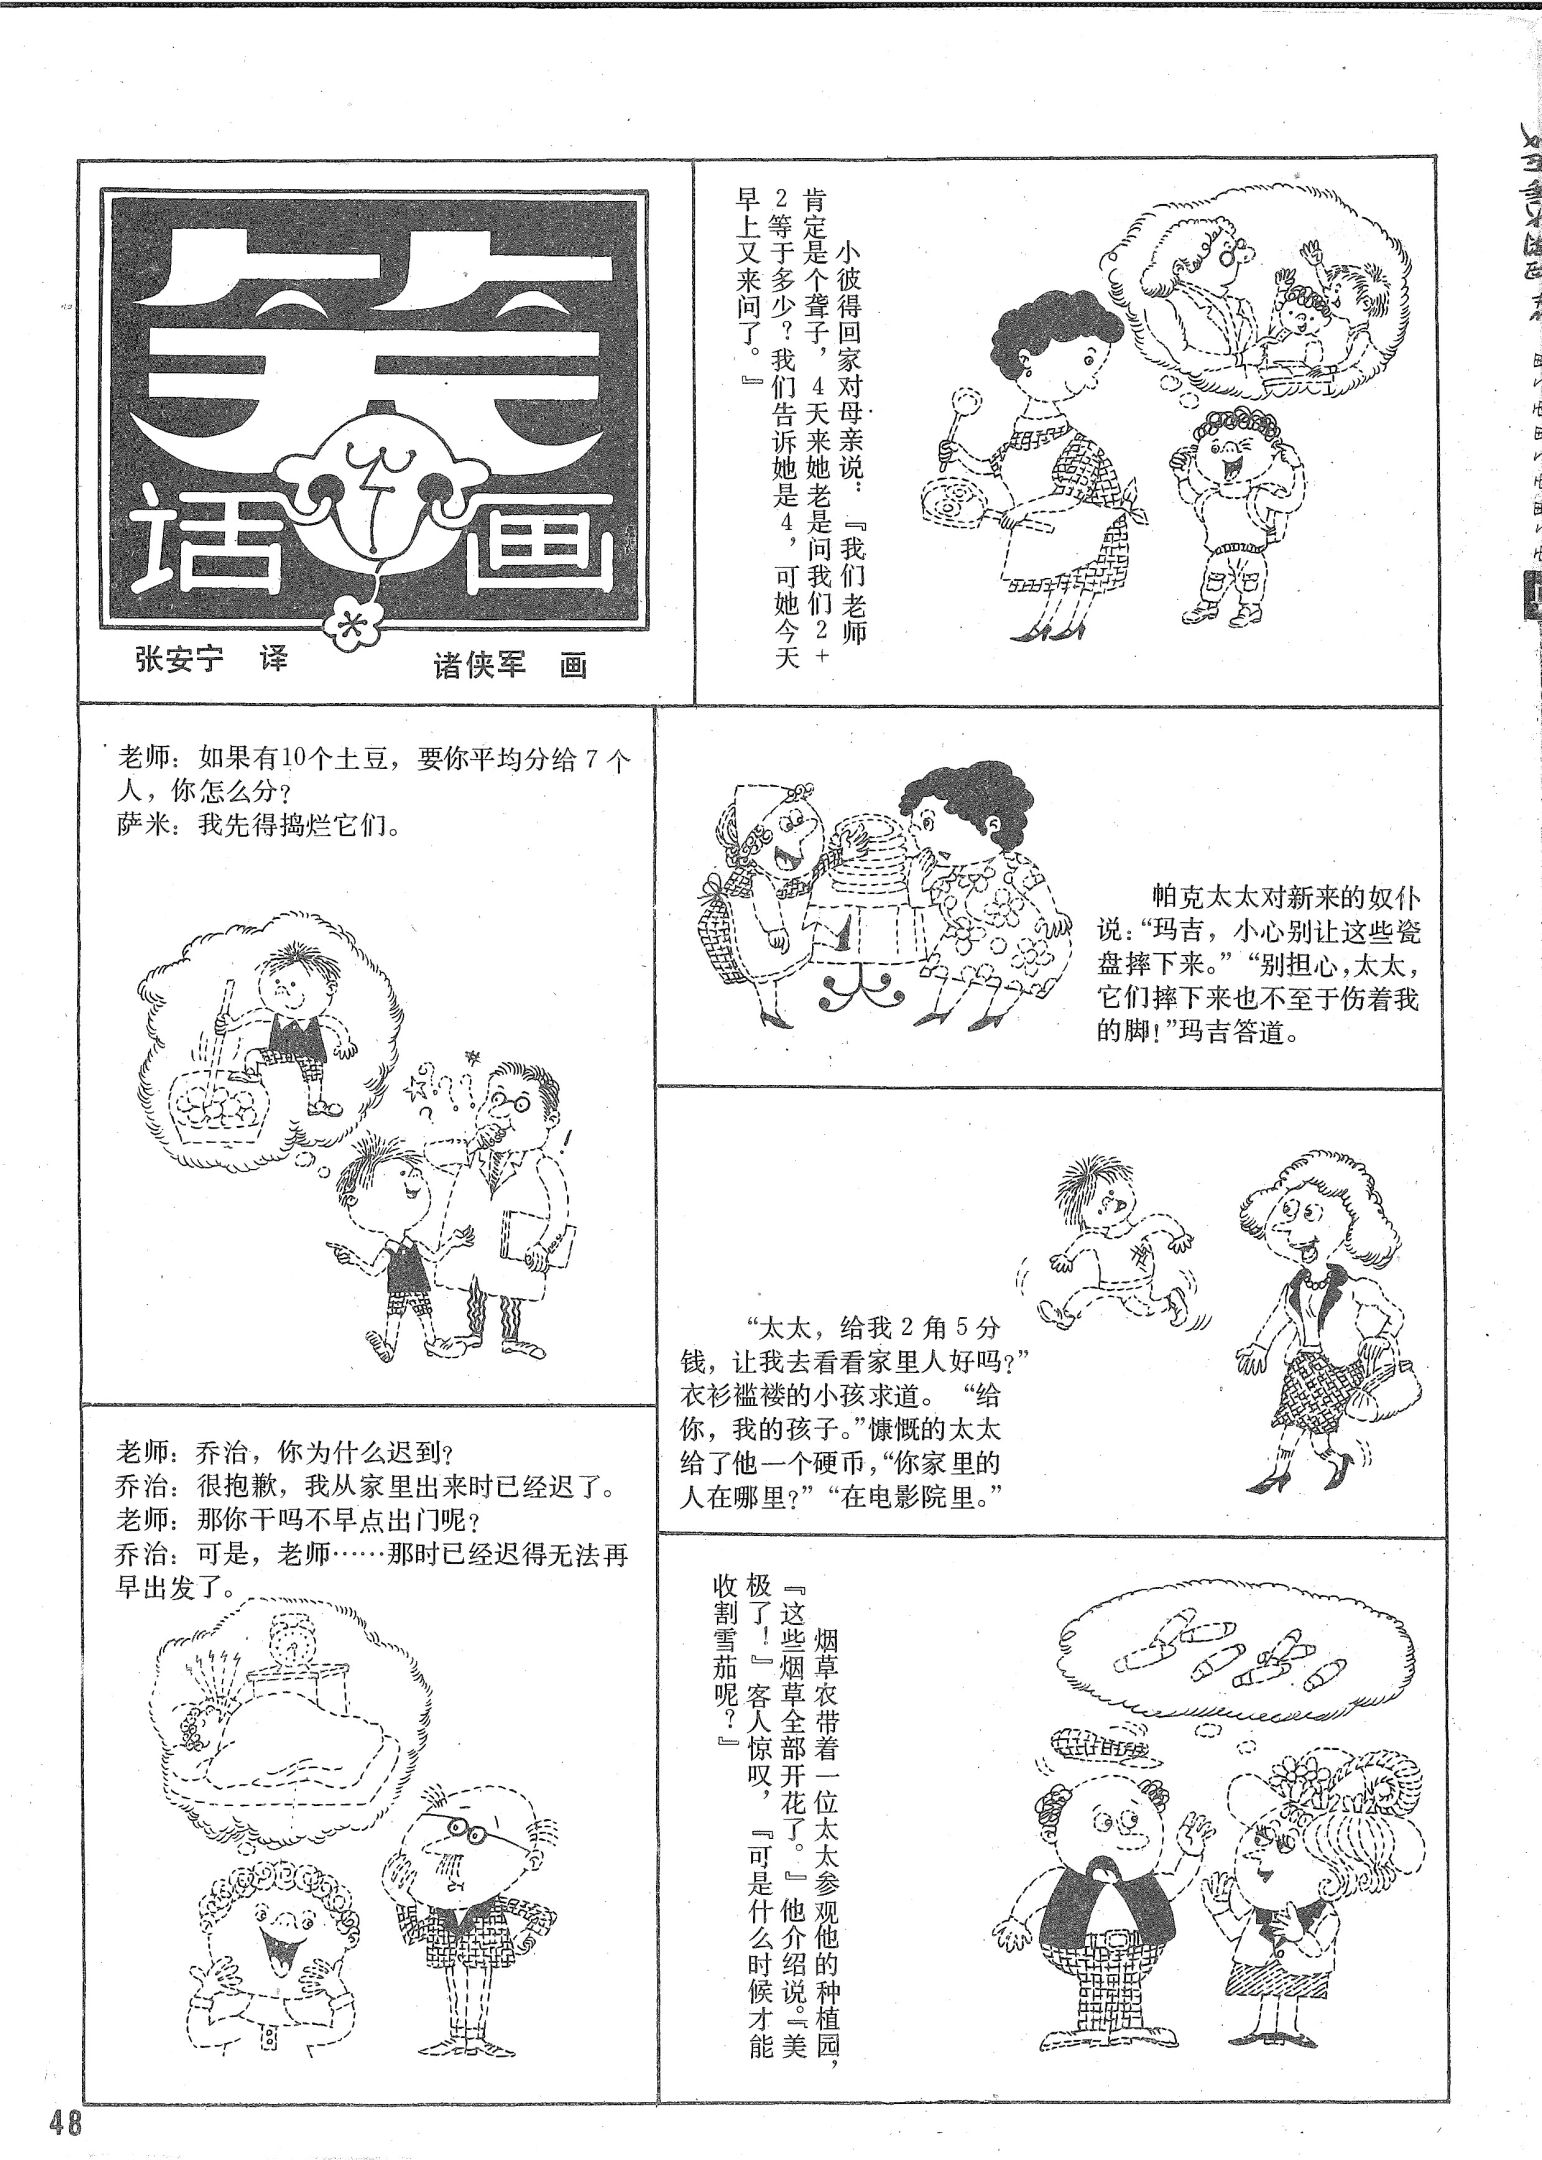 笑
话 画
张安宁 译 诸侠军 画
小彼得回家对母亲说：『我们老师
肯定是个聋子，4天来她老是问我们2+
2等于多少？我们告诉她是4，可她今天
早上又来问了。』
老师：如果有10个土豆，要你平均分给7个
人，你怎么分？
萨米：我先得捣烂它们。
帕克太太对新来的奴仆
说：“玛吉，小心别让这些瓷
盘摔下来。”“别担心，太太，
它们摔下来也不至于伤着我
的脚！”玛吉答道。
“太太，给我2角5分
钱，让我去看看家里人好吗？”
衣衫褴褛的小孩求道。“给
你，我的孩子。”慷慨的太太
给了他一个硬币，“你家里的
人在哪里？”“在电影院里。”
老师：乔治，你为什么迟到？
乔治：很抱歉，我从家里出来时已经迟了。
老师：那你干吗不早点出门呢？
乔治：可是，老师……那时已经迟得无法再
早出发了。
烟草农带着一位太太参观他的种植园，
『这些烟草全部开花了。』他介绍说。『美
极了！』客人惊叹，『可是什么时候才能
收割雪茄呢？』
48